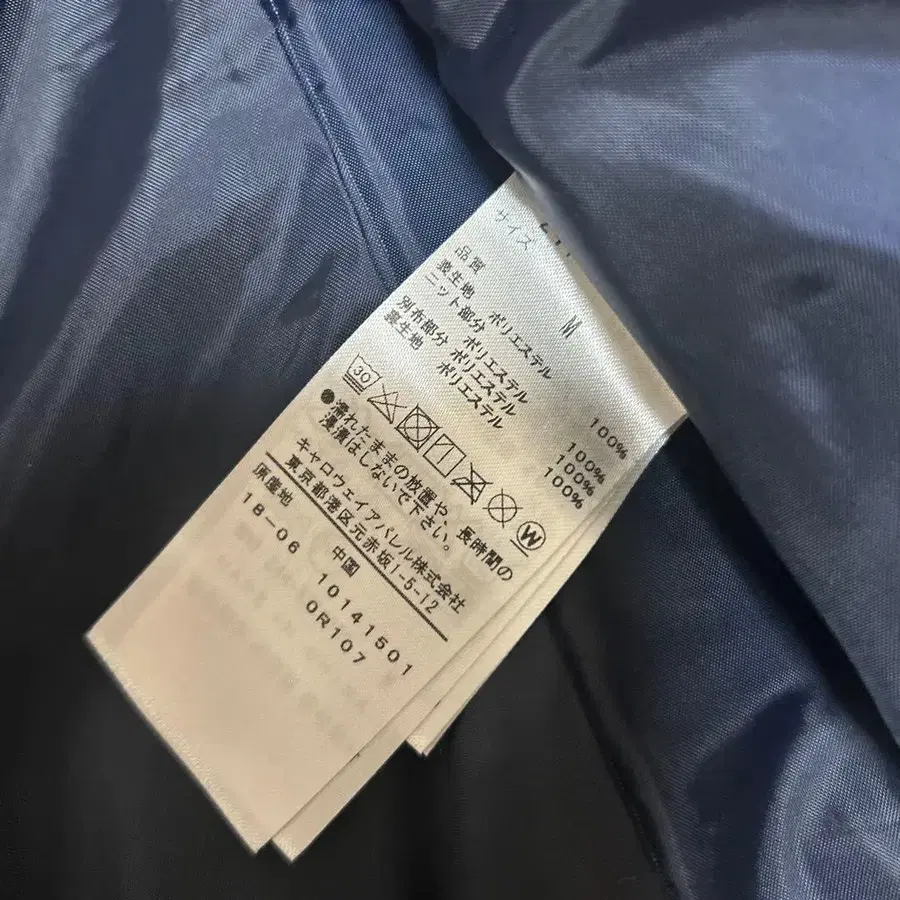 サイズ M
品質
表生地 ポリエステル 100%
ニット部分 ポリエステル 100%
別布部分 ポリエステル 100%
裏生地 ポリエステル 100%
30 W
●濡れたままの放置や、長時間の
浸漬はしないで下さい。
キャロウェイアパレル株式会社
東京都港区元赤坂1-5-12
原産地 中国 10141501
18-06 0R107